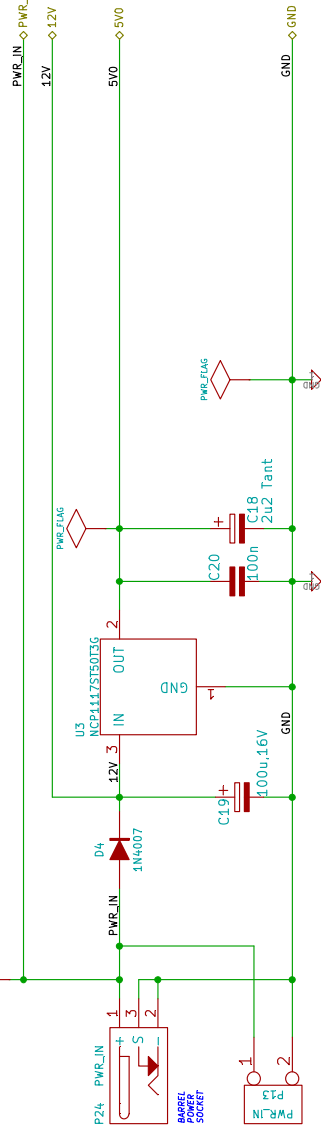 PWR_
12V
5V0
GND
PWR_IN
12V
5V0
GND
PWR_FLAG
GND
PWR_FLAG
C18
2u2 Tant
C20
100n
GND
U3
NCP1117ST50T3G
2
OUT
GND
1
IN
3
12V
GND
C19
100u,16V
D4
1N4007
PWR_IN
1
3
2
+
S
-
P24
PWR_IN
BARREL
POWER
SOCKET
1
2
P13
PWR_IN